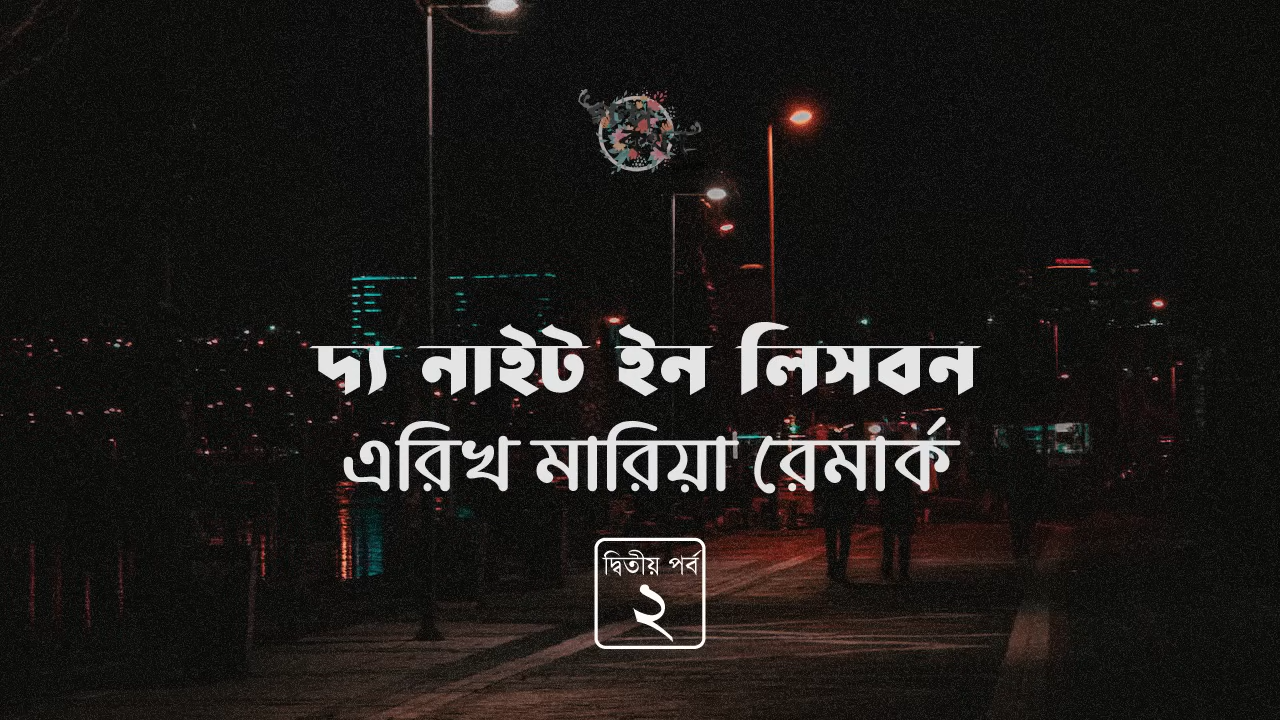 দ্য নাইট ইন লিসবন
এরিখ মারিয়া রেমার্ক
দ্বিতীয় পর্ব
২